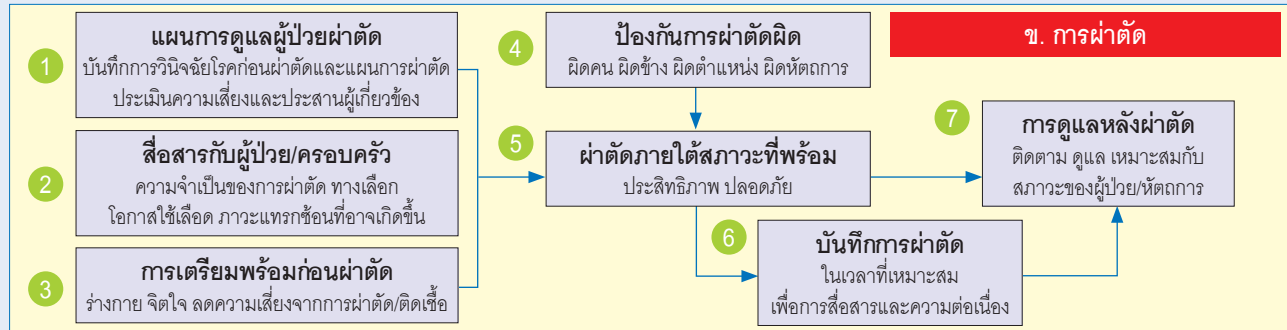 ข. การผ่าตัด
1
แผนการดูแลผู้ป่วยผ่าตัด
บันทึกการวินิจฉัยโรคก่อนผ่าตัดและแผนการผ่าตัด
ประเมินความเสี่ยงและประสานผู้เกี่ยวข้อง
2
สื่อสารกับผู้ป่วย/ครอบครัว
ความจำเป็นของการผ่าตัด ทางเลือก
โอกาสใช้เลือด ภาวะแทรกซ้อนที่อาจเกิดขึ้น
3
การเตรียมพร้อมก่อนผ่าตัด
ร่างกาย จิตใจ ลดความเสี่ยงจากการผ่าตัด/ติดเชื้อ
4
ป้องกันการผ่าตัดผิด
ผิดคน ผิดข้าง ผิดตำแหน่ง ผิดหัตถการ
5
ผ่าตัดภายใต้สภาวะที่พร้อม
ประสิทธิภาพ ปลอดภัย
6
บันทึกการผ่าตัด
ในเวลาที่เหมาะสม
เพื่อการสื่อสารและความต่อเนื่อง
7
การดูแลหลังผ่าตัด
ติดตาม ดูแล เหมาะสมกับ
สภาวะของผู้ป่วย/หัตถการ